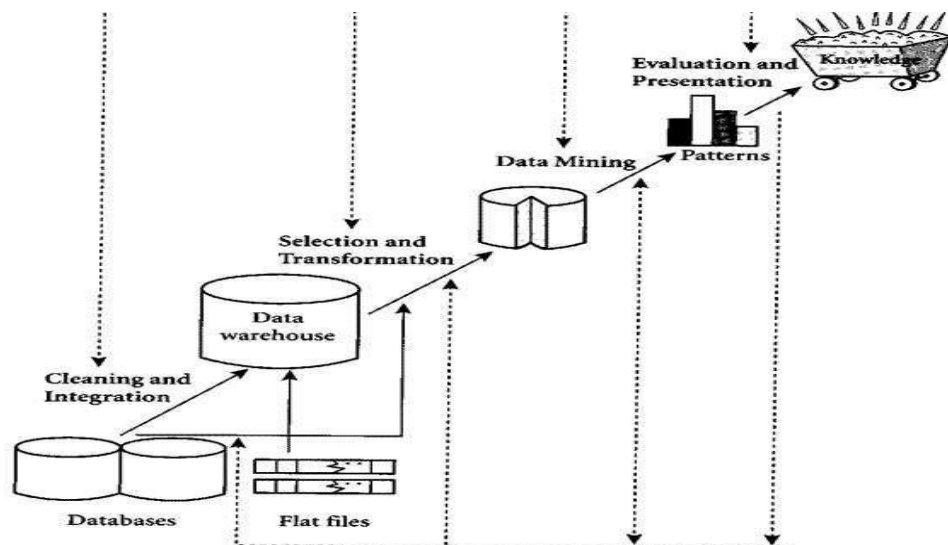 Evaluation and
Presentation
Knowledge
Patterns
Data Mining
Selection and
Transformation
Data
warehouse
Cleaning and
Integration
Databases
Flat files